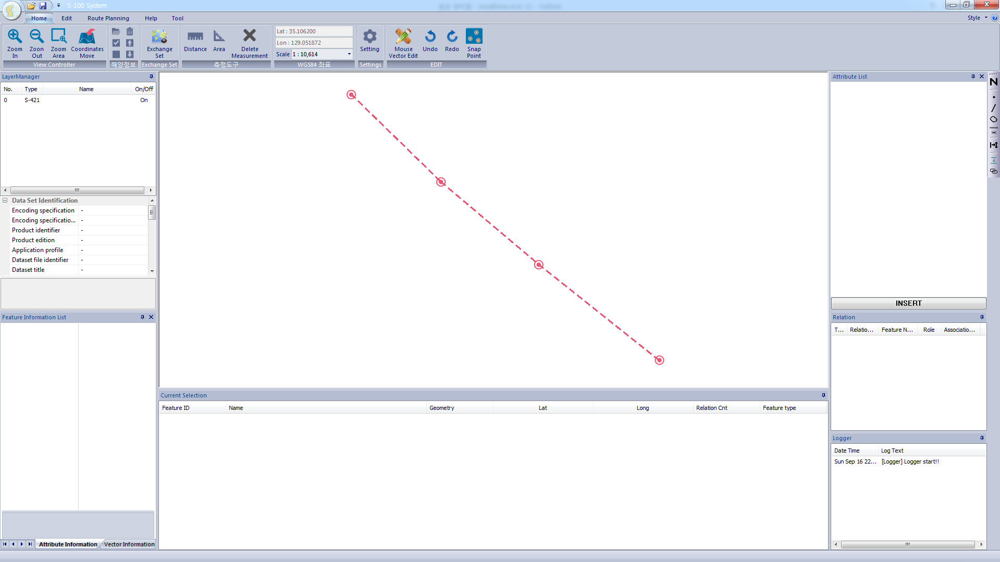 S-100 System
Home Edit Route Planning Help Tool
Style
Zoom In
Zoon Out
Zoom Area
Coordinates Move
View Controller
해양정보
Exchange Set
Exchange Set
Distance
Area
Delete Measurement
측정도구
Lat : 35.106200
Lon : 129.051872
Scale 1 : 10,614
WGS84 좌표
Setting
Settings
Mouse Vector Edit
Undo
Redo
Snap Point
EDIT
LayerManager
No. Type Name On/Off
0 S-421 On
Data Set Identification
Encoding specification -
Encoding specificatio... -
Product identifier -
Product edition -
Application profile -
Dataset file identifier -
Dataset title -
Feature Information List
Attribute Information Vector Information
Current Selection
Feature ID Name Geometry Lat Long Relation Cnt Feature type
Attribute List
N
INSERT
Relation
T... Relatio... Feature N... Role Associatio...
Logger
Date Time Log Text
Sun Sep 16 22... [Logger] Logger start!!